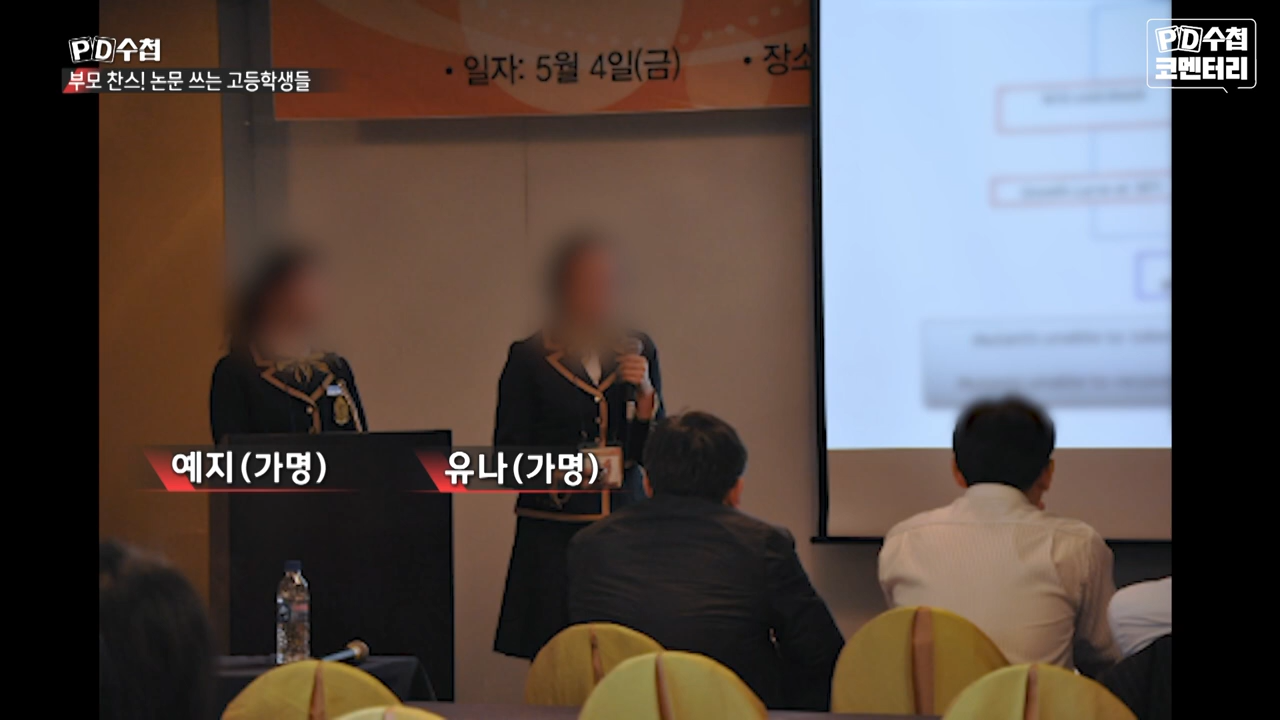 PD수첩
부모 찬스! 논문 쓰는 고등학생들
PD수첩
코멘터리
• 일자: 5월 4일(금)
• 장소
예지(가명)
유나(가명)